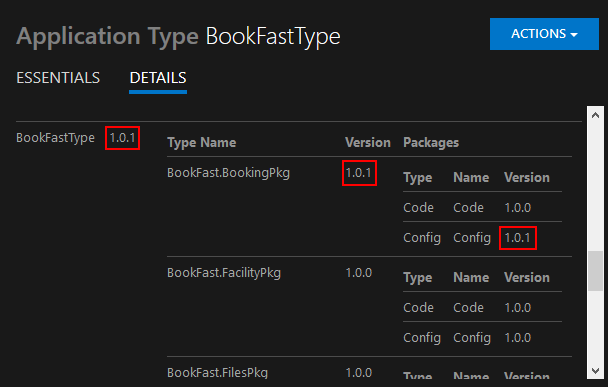 Application Type BookFastType
ACTIONS
ESSENTIALS DETAILS
BookFastType 1.0.1
Type Name Version Packages
BookFast.BookingPkg 1.0.1
Type Name Version
Code Code 1.0.0
Config Config 1.0.1
BookFast.FacilityPkg 1.0.0
Type Name Version
Code Code 1.0.0
Config Config 1.0.0
BookFast.FilesPkg 1.0.0
Type Name Version